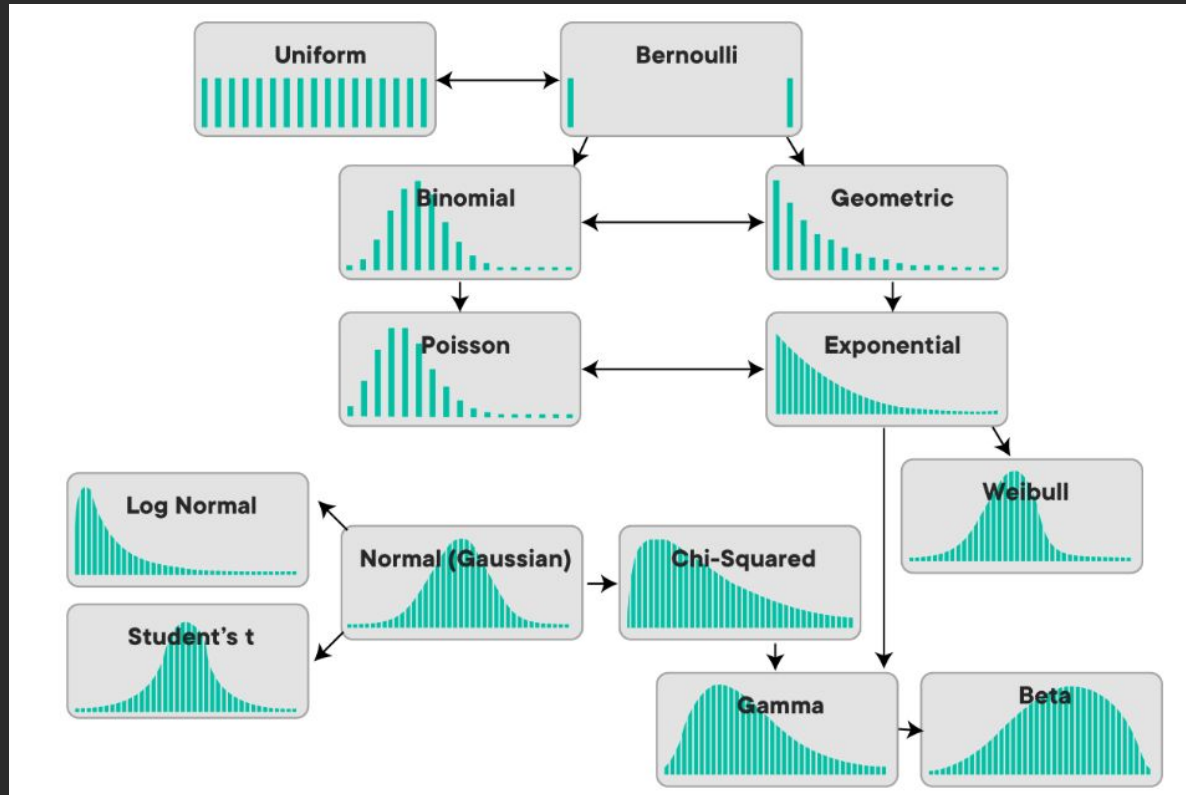 Uniform
Bernoulli
Binomial
Geometric
Poisson
Exponential
Weibull
Log Normal
Normal (Gaussian)
Chi-Squared
Student’s t
Gamma
Beta